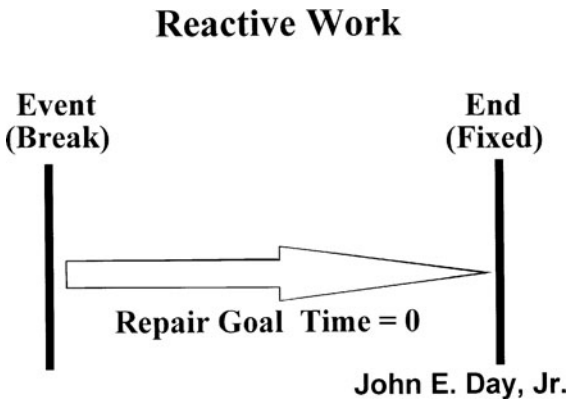 Reactive Work
Event
(Break)
End
(Fixed)
Repair Goal Time = 0
John E. Day, Jr.